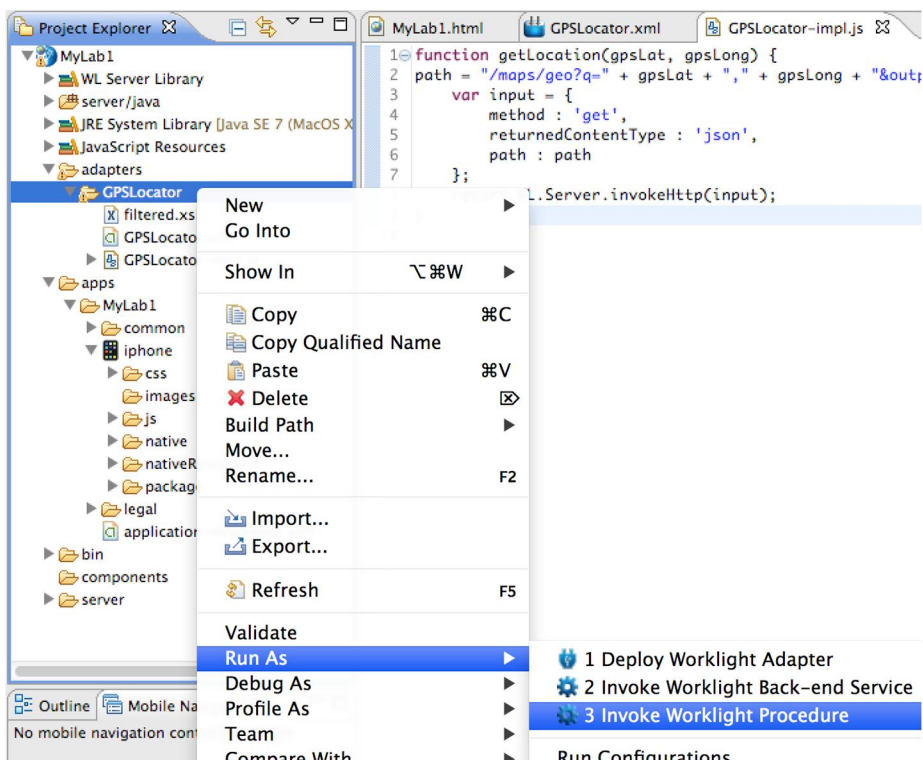 Project Explorer
MyLab1
WL Server Library
server/java
JRE System Library [Java SE 7 (MacOS X
JavaScript Resources
adapters
GPSLocator
filtered.xs
GPSLocato
GPSLocato
apps
MyLab1
common
iphone
css
images
js
native
nativeR
packag
legal
application
bin
components
server
Outline
Mobile Na
No mobile navigation con
MyLab1.html
GPSLocator.xml
GPSLocator-impl.js
1 function getLocation(gpsLat, gpsLong) {
2 path = "/maps/geo?q=" + gpsLat + "," + gpsLong + "&outp
3 var input = {
4 method : 'get',
5 returnedContentType : 'json',
6 path : path
7 };
.Server.invokeHttp(input);
New
Go Into
Show In ⌥⌘W
Copy ⌘C
Copy Qualified Name
Paste ⌘V
Delete ⌦
Build Path
Move...
Rename... F2
Import...
Export...
Refresh F5
Validate
Run As
Debug As
Profile As
Team
Compare With
1 Deploy Worklight Adapter
2 Invoke Worklight Back-end Service
3 Invoke Worklight Procedure
Run Configurations